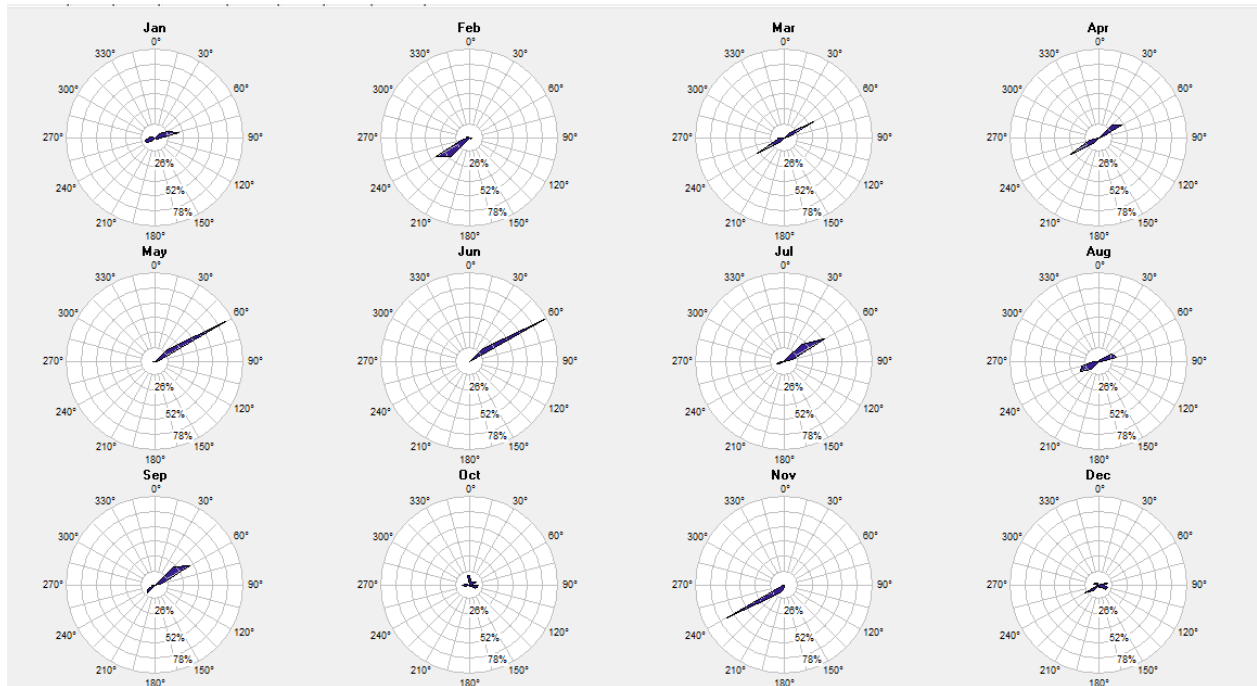 Jan Feb Mar Apr
0° 0° 0° 0°
330° 30° 330° 30° 330° 30° 330° 30°
300° 60° 300° 60° 300° 60° 300° 60°
270° 90° 270° 90° 270° 90° 270° 90°
26% 26% 26% 26%
240° 52% 120° 240° 52% 120° 240° 52% 120° 240° 52% 120°
210° 78% 150° 210° 78% 150° 210° 78% 150° 210° 78% 150°
180° 180° 180° 180°
May Jun Jul Aug
0° 0° 0° 0°
330° 30° 330° 30° 330° 30° 330° 30°
300° 60° 300° 60° 300° 60° 300° 60°
270° 90° 270° 90° 270° 90° 270° 90°
26% 26% 26% 26%
240° 52% 120° 240° 52% 120° 240° 52% 120° 240° 52% 120°
210° 78% 150° 210° 78% 150° 210° 78% 150° 210° 78% 150°
180° 180° 180° 180°
Sep Oct Nov Dec
0° 0° 0° 0°
330° 30° 330° 30° 330° 30° 330° 30°
300° 60° 300° 60° 300° 60° 300° 60°
270° 90° 270° 90° 270° 90° 270° 90°
26% 26% 26% 26%
240° 52% 120° 240° 52% 120° 240° 52% 120° 240° 52% 120°
210° 78% 150° 210° 78% 150° 210° 78% 150° 210° 78% 150°
180° 180° 180° 180°